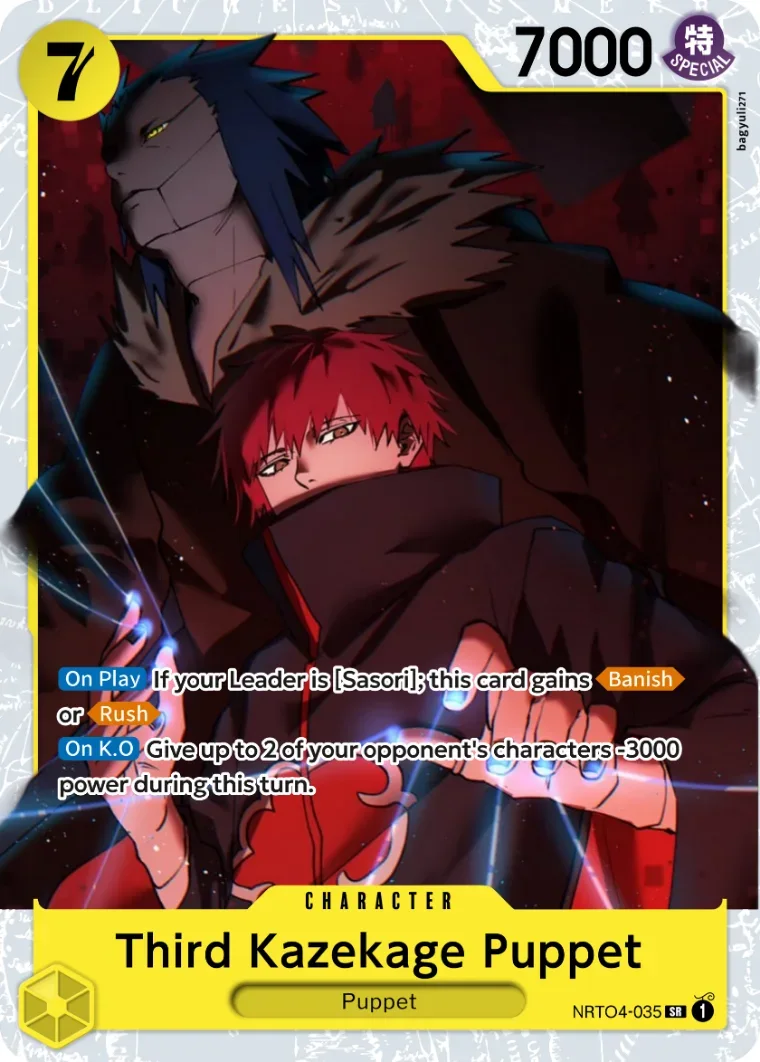 7
7000
特
SPECIAL
bagyuli271
On Play If your Leader is [Sasori]; this card gains Banish
or Rush
On K.O Give up to 2 of your opponent's characters -3000
power during this turn.
CHARACTER
Third Kazekage Puppet
Puppet
NRTO4-035 SR 1